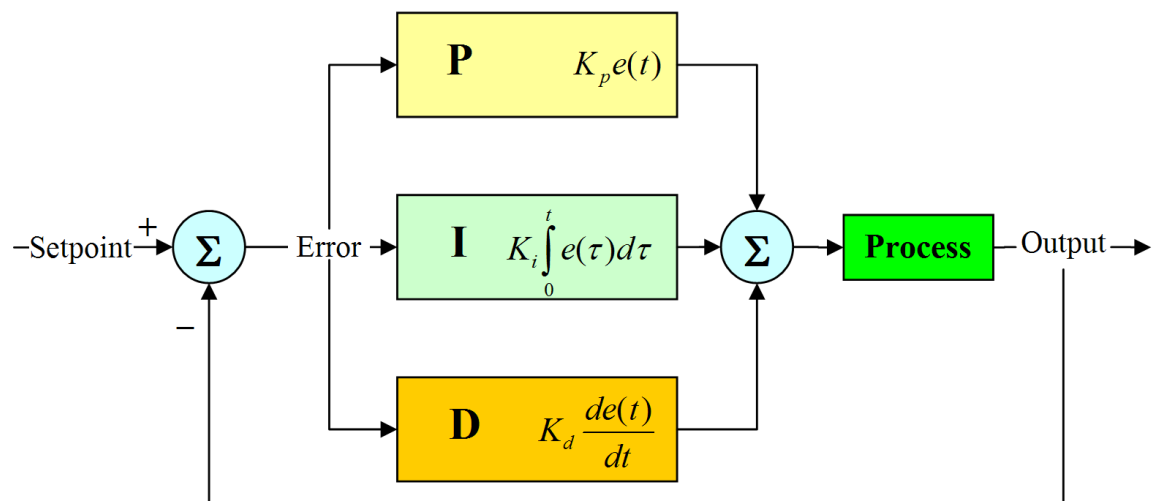 P K_p e(t)
–Setpoint + Σ Error I K_i ∫_0^t e(τ)dτ Σ Process Output
−
D K_d de(t)/dt